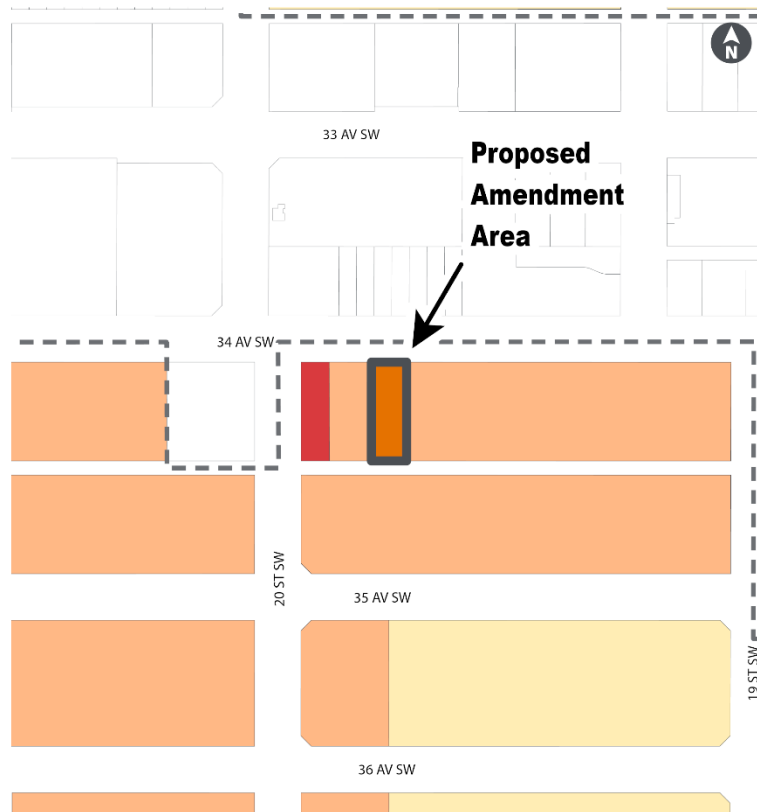 N
33 AV SW
Proposed
Amendment
Area
34 AV SW
20 ST SW
35 AV SW
19 ST SW
36 AV SW